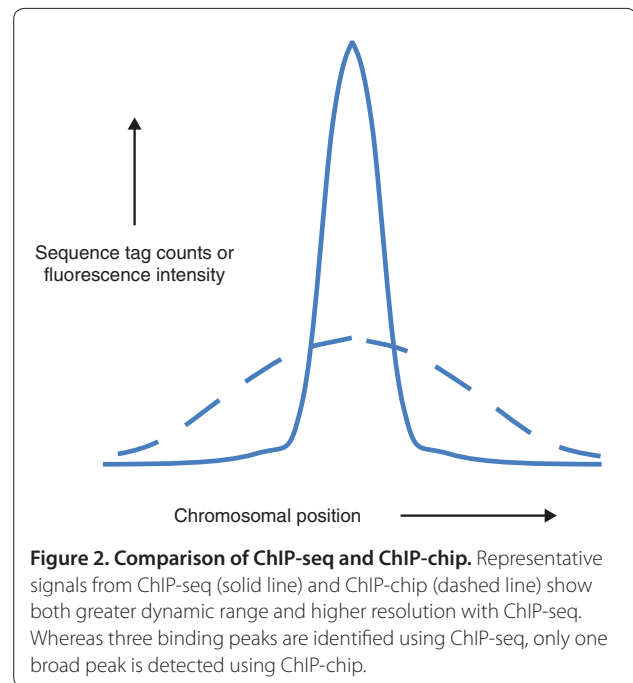 Sequence tag counts or
fluorescence intensity
Chromosomal position
Figure 2. Comparison of ChIP-seq and ChIP-chip. Representative
signals from ChIP-seq (solid line) and ChIP-chip (dashed line) show
both greater dynamic range and higher resolution with ChIP-seq.
Whereas three binding peaks are identified using ChIP-seq, only one
broad peak is detected using ChIP-chip.